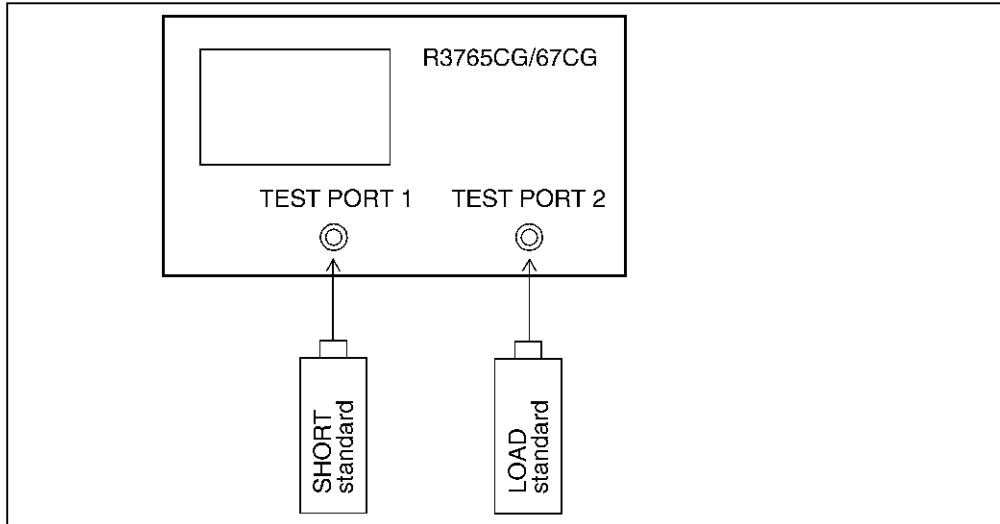 R3765CG/67CG
TEST PORT 1
TEST PORT 2
SHORT
standard
LOAD
standard